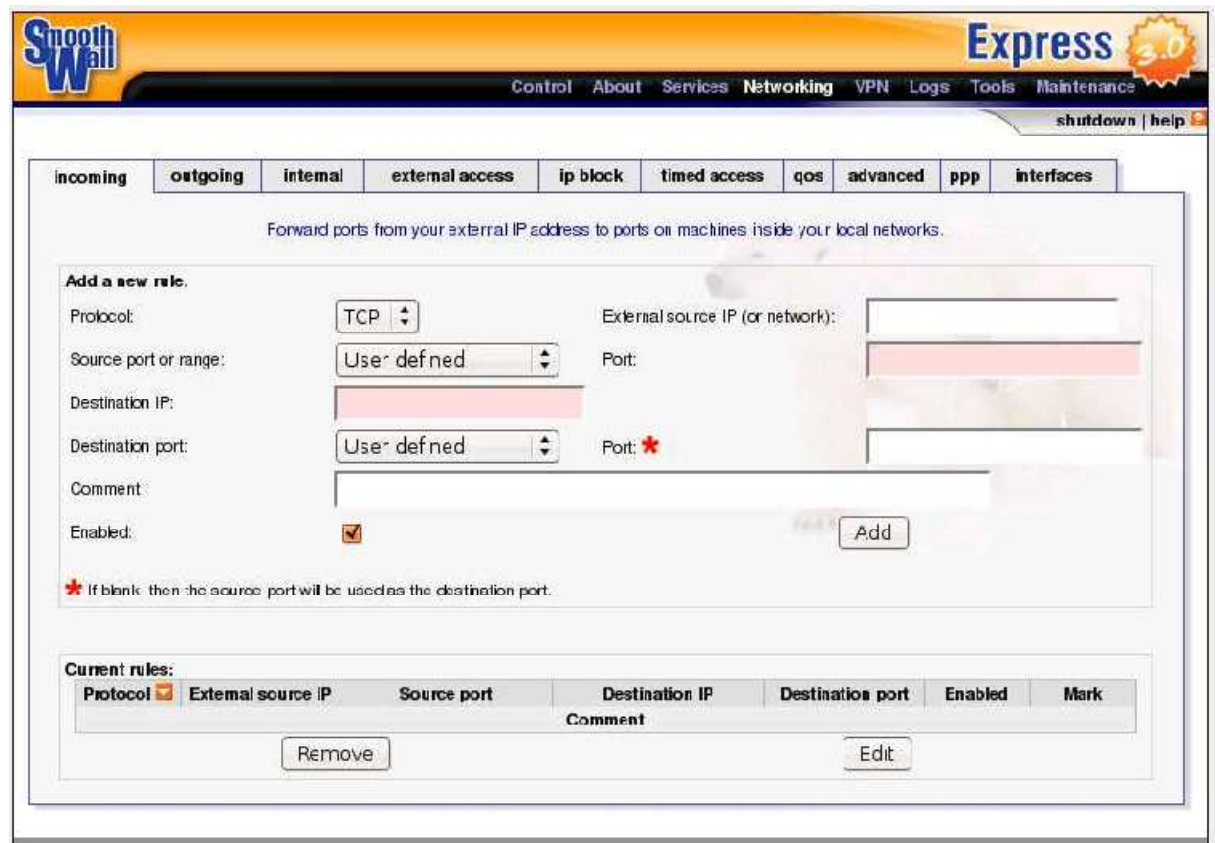 Smooth Wall
Express 3.0
Control About Services Networking VPN Logs Tools Maintenance
shutdown | help
incoming outgoing internal external access ip block timed access qos advanced ppp interfaces
Forward ports from your external IP address to ports on machines inside your local networks.
Add a new rule.
Protocol: TCP External source IP (or network):
Source port or range: User defined Port:
Destination IP:
Destination port: User defined Port: *
Comment
Enabled: Add
* If blank then the source port will be used as the destination port.
Current rules:
Protocol External source IP Source port Destination IP Destination port Enabled Mark
Comment
Remove Edit